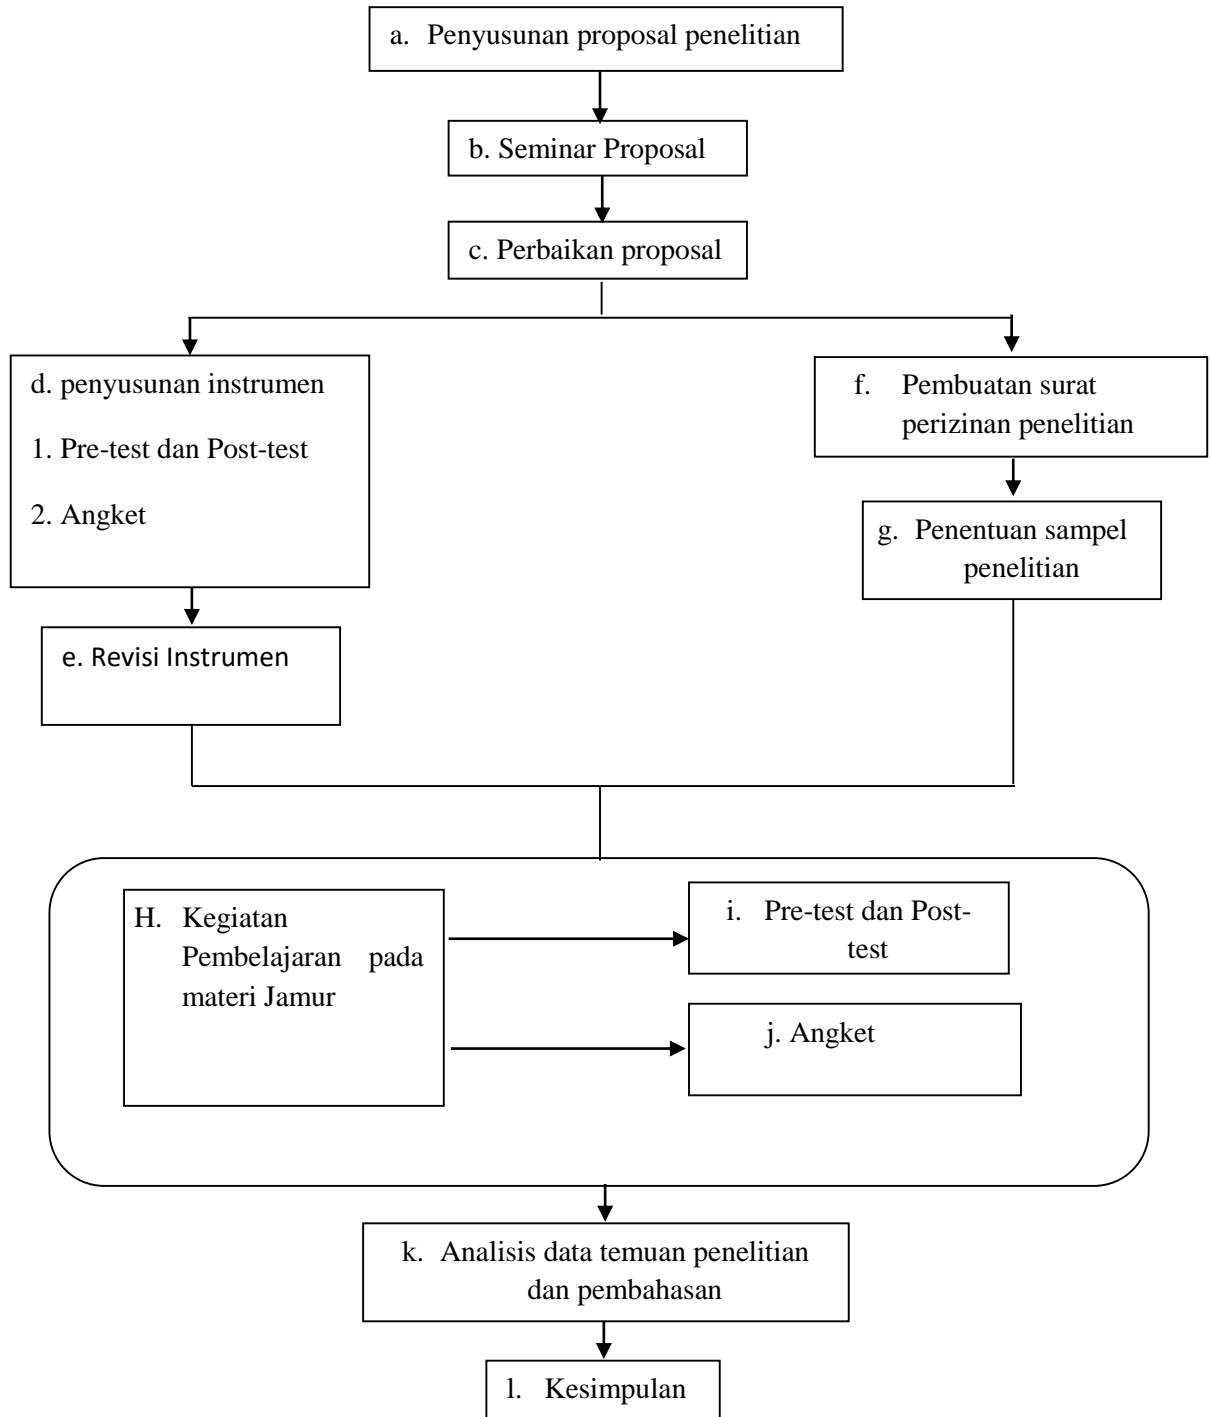 a. Penyusunan proposal penelitian
b. Seminar Proposal
c. Perbaikan proposal
d. penyusunan instrumen
1. Pre-test dan Post-test
2. Angket
e. Revisi Instrumen
f. Pembuatan surat
perizinan penelitian
g. Penentuan sampel
penelitian
H. Kegiatan
Pembelajaran pada
materi Jamur
i. Pre-test dan Post-
test
j. Angket
k. Analisis data temuan penelitian
dan pembahasan
l. Kesimpulan